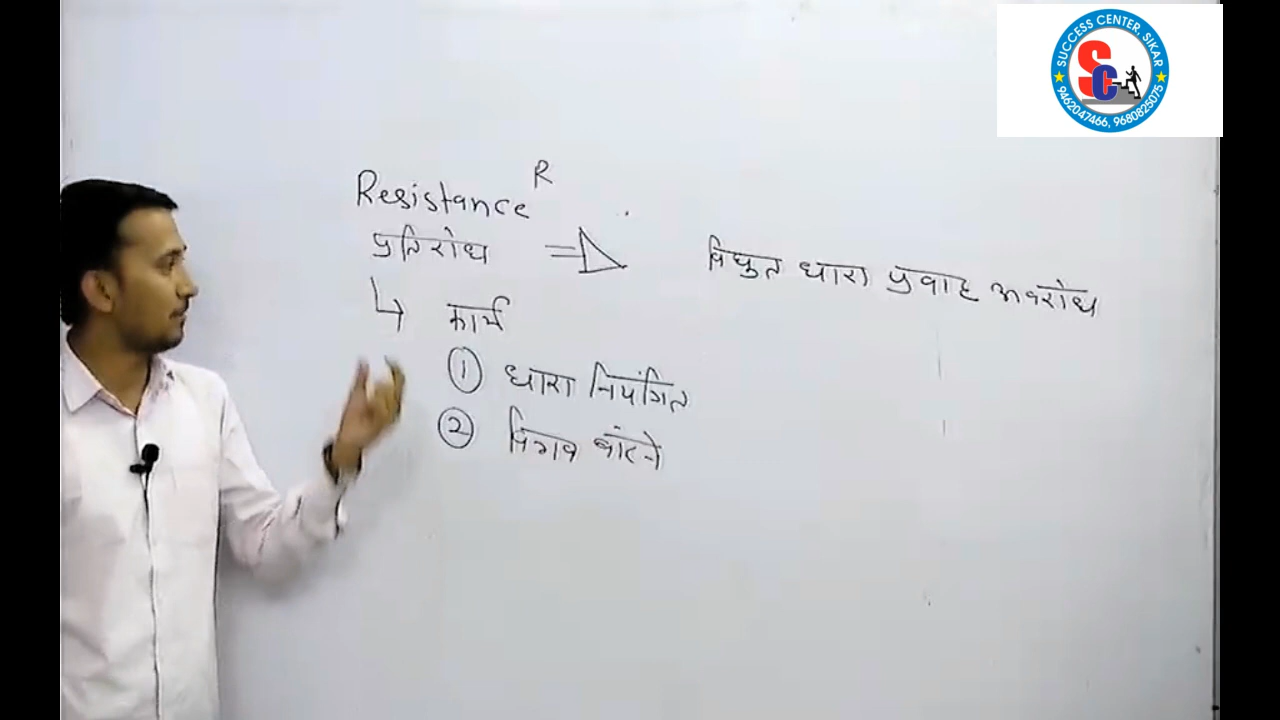 SUCCESS CENTER, SIKAR
SC
9462047466, 9680825075
R
Resistance
प्रतिरोध ⇒ विधुत धारा प्रवाह अवरोध
↳ कार्य
① धारा नियंत्रित
② विभव बांटने